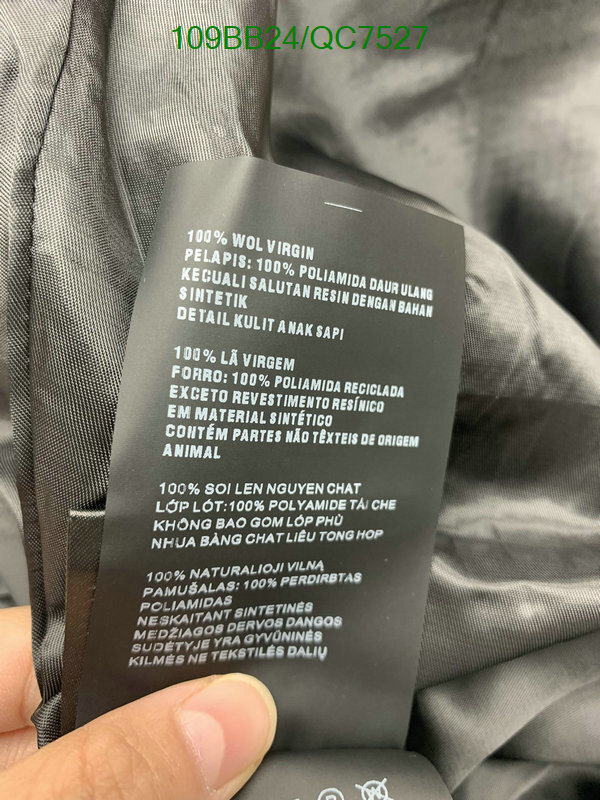 109BB24/QC7527
100% WOL VIRGIN
PELAPIS: 100% POLIAMIDA DAUR ULANG
KECUALI SALUTAN RESIN DENGAN BAHAN
SINTETIK
DETAIL KULIT ANAK SAPI
100% LÃ VIRGEM
FORRO: 100% POLIAMIDA RECICLADA
EXCETO REVESTIMENTO RESÍNICO
EM MATERIAL SINTÉTICO
CONTÉM PARTES NÃO TÊXTEIS DE ORIGEM
ANIMAL
100% SOI LEN NGUYEN CHAT
LỚP LÓT:100% POLYAMIDE TÁI CHE
KHÔNG BAO GOM LÓP PHỦ
NHUA BẰNG CHAT LIÊU TONG HOP
100% NATURALIOJI VILNĄ
PAMUŠALAS: 100% PERDIRBTAS
POLIAMIDAS
NESKAITANT SINTETINĖS
MEDŽIAGOS DERVOS DANGOS
SUDĖTYJE YRA GYVŪNINĖS
KILMĖS NE TEKSTILĖS DALIŲ